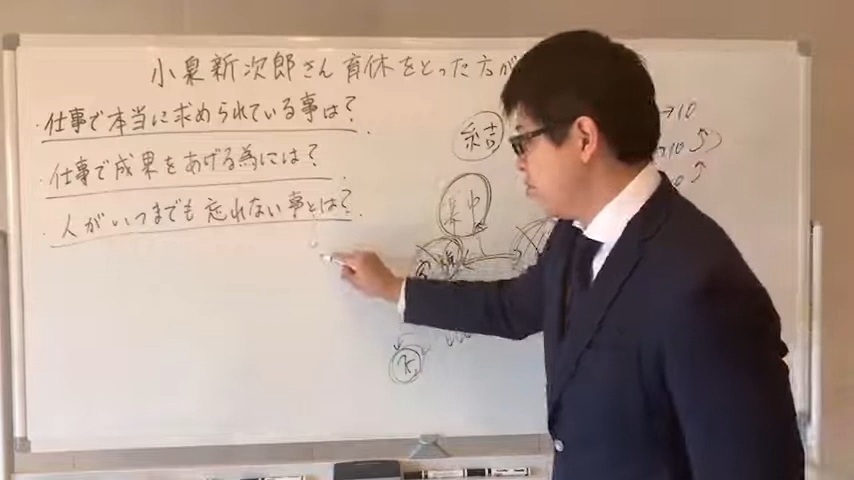 小泉新次郎さん育休をとった方が
・仕事で本当に求められている事は?
・仕事で成果をあげる為には?
・人がいつまでも忘れない事とは?
結
集中
→10
→10